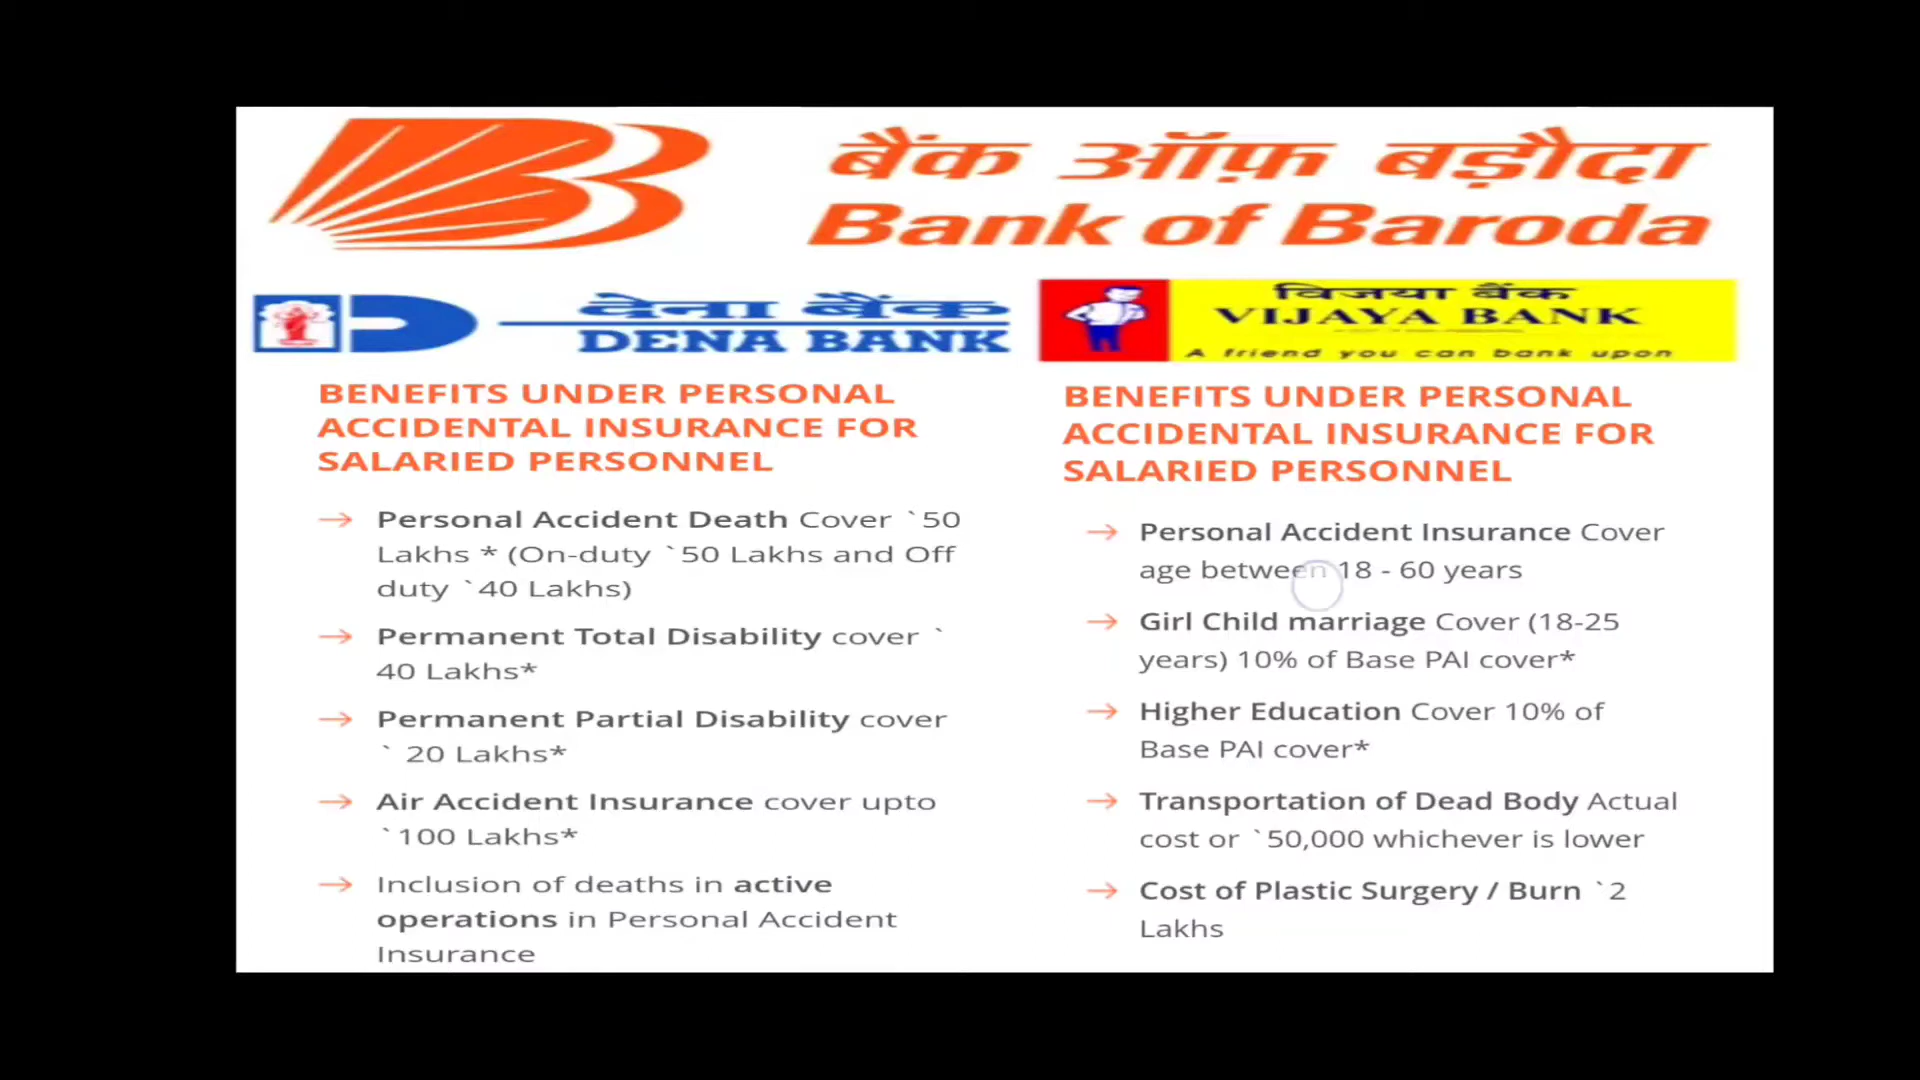 बैंक ऑफ़ बड़ौदा
Bank of Baroda
देना बैंक
DENA BANK
विजया बैंक
VIJAYA BANK
A friend you can bank upon
BENEFITS UNDER PERSONAL
ACCIDENTAL INSURANCE FOR
SALARIED PERSONNEL
→ Personal Accident Death Cover `50
Lakhs * (On-duty `50 Lakhs and Off
duty `40 Lakhs)
→ Permanent Total Disability cover `
40 Lakhs*
→ Permanent Partial Disability cover
` 20 Lakhs*
→ Air Accident Insurance cover upto
`100 Lakhs*
→ Inclusion of deaths in active
operations in Personal Accident
Insurance
BENEFITS UNDER PERSONAL
ACCIDENTAL INSURANCE FOR
SALARIED PERSONNEL
→ Personal Accident Insurance Cover
age between 18 - 60 years
→ Girl Child marriage Cover (18-25
years) 10% of Base PAI cover*
→ Higher Education Cover 10% of
Base PAI cover*
→ Transportation of Dead Body Actual
cost or `50,000 whichever is lower
→ Cost of Plastic Surgery / Burn `2
Lakhs